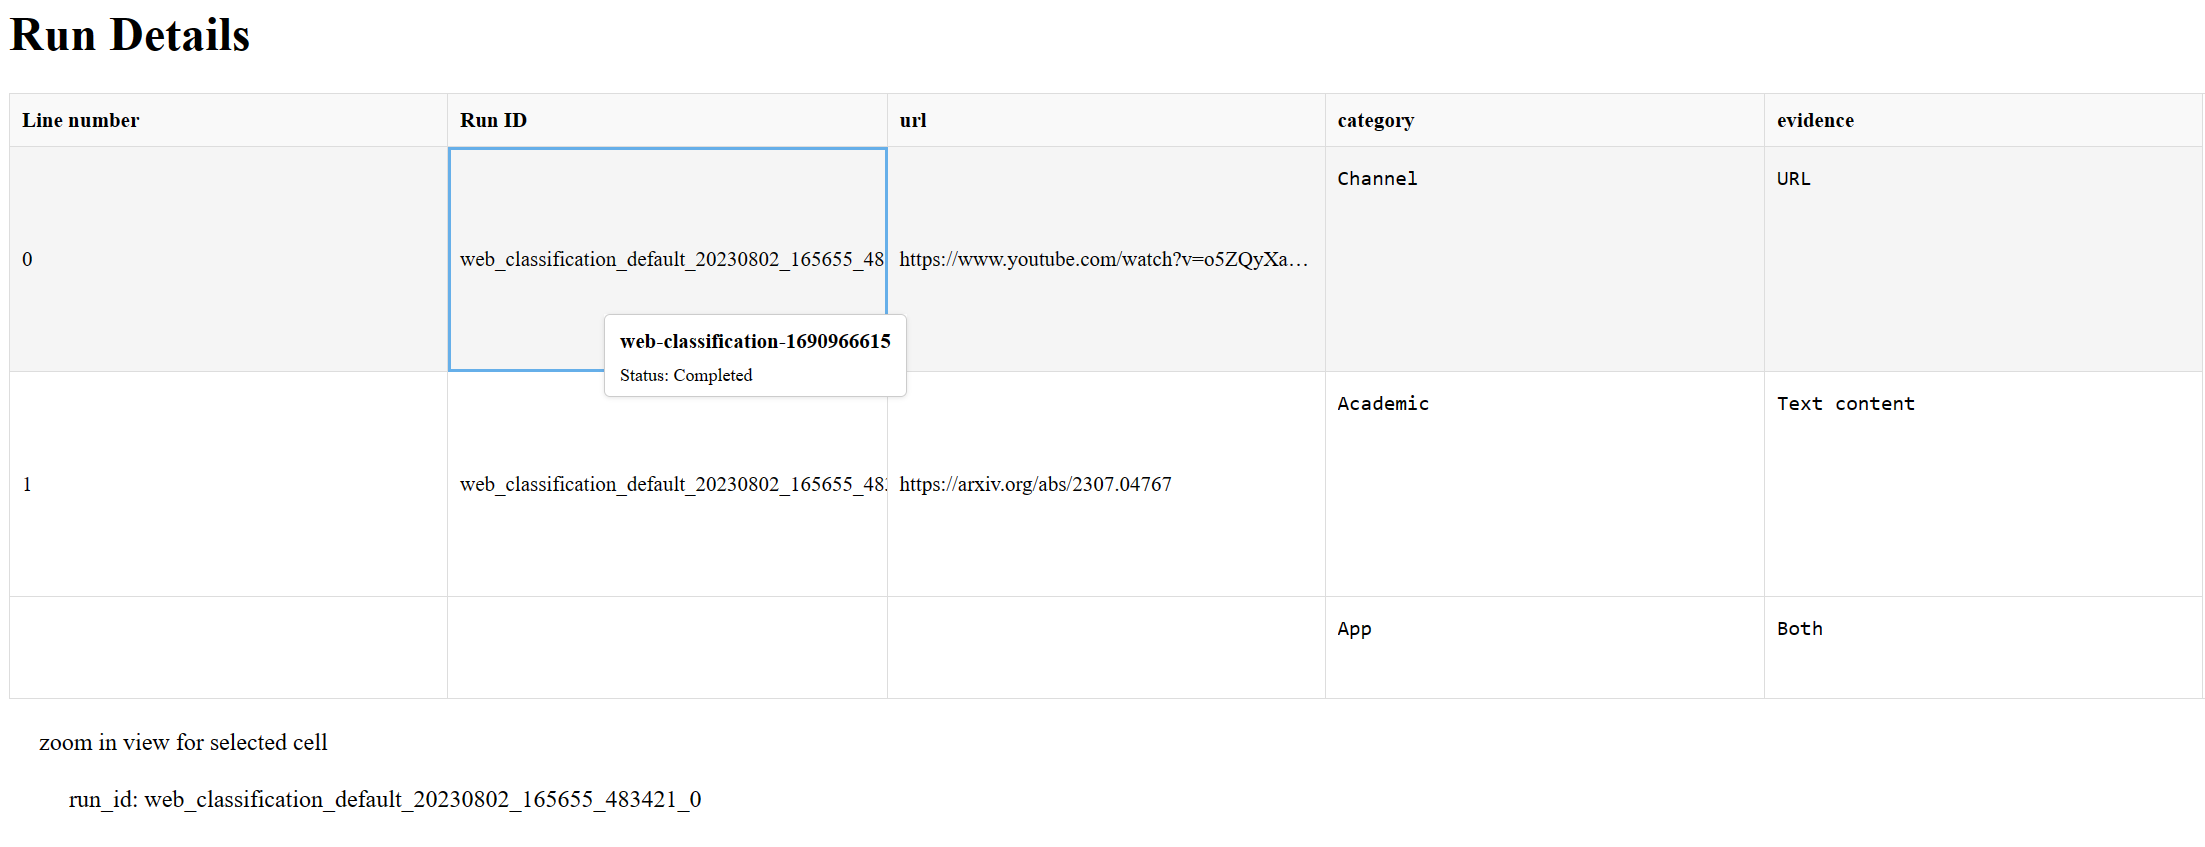 Run Details
Line number Run ID url category evidence
Channel URL
0 web_classification_default_20230802_165655_48 https://www.youtube.com/watch?v=o5ZQyXa…
web-classification-1690966615
Status: Completed
Academic Text content
1 web_classification_default_20230802_165655_48 https://arxiv.org/abs/2307.04767
App Both
zoom in view for selected cell
run_id: web_classification_default_20230802_165655_483421_0